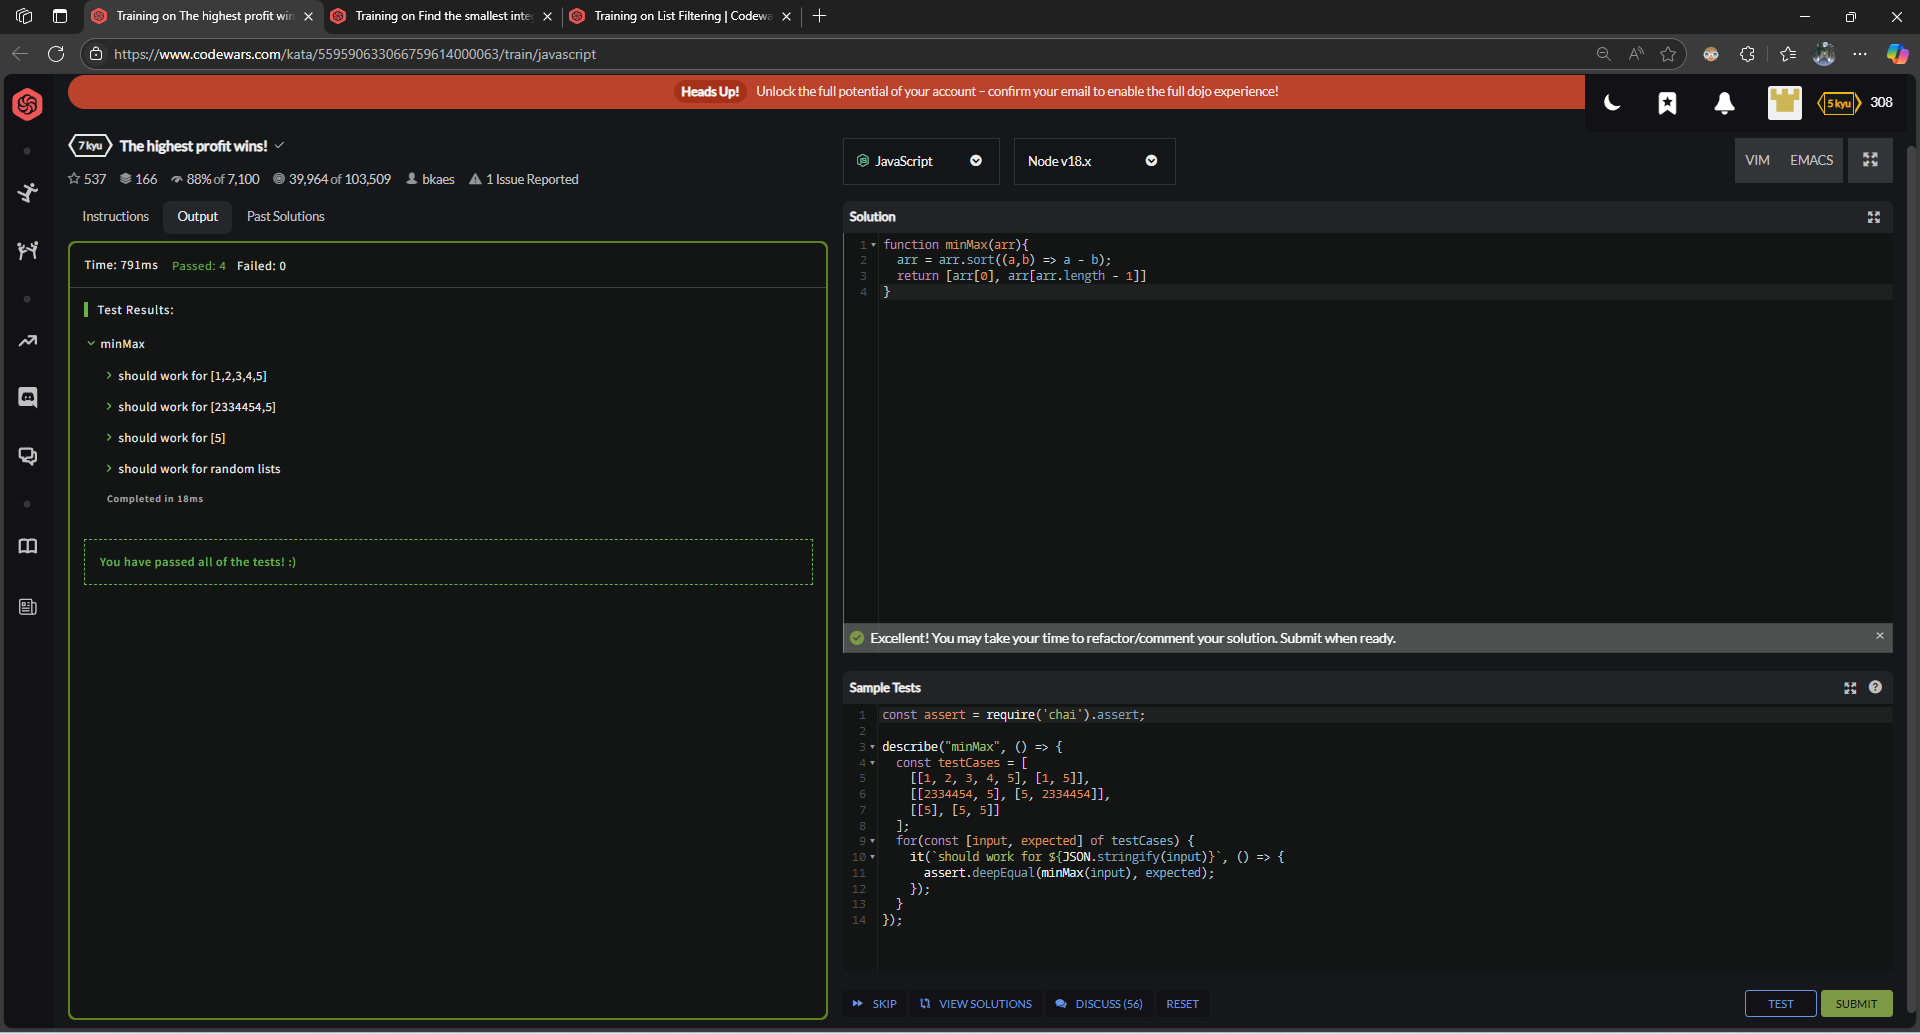 Training on The highest profit win
Training on Find the smallest inte
Training on List Filtering | Codewa
https://www.codewars.com/kata/559590633066759614000063/train/javascript
Heads Up! Unlock the full potential of your account – confirm your email to enable the full dojo experience!
5 kyu 308
7 kyu The highest profit wins!
537 166 88% of 7,100 39,964 of 103,509 bkaes 1 Issue Reported
JavaScript
Node v18.x
VIM EMACS
Instructions Output Past Solutions
Time: 791ms Passed: 4 Failed: 0
Test Results:
minMax
should work for [1,2,3,4,5]
should work for [2334454,5]
should work for [5]
should work for random lists
Completed in 18ms
You have passed all of the tests! :)
Solution
1 function minMax(arr){
2 arr = arr.sort((a,b) => a - b);
3 return [arr[0], arr[arr.length - 1]]
4 }
Excellent! You may take your time to refactor/comment your solution. Submit when ready.
Sample Tests
1 const assert = require('chai').assert;
2
3 describe("minMax", () => {
4 const testCases = [
5 [[1, 2, 3, 4, 5], [1, 5]],
6 [[2334454, 5], [5, 2334454]],
7 [[5], [5, 5]]
8 ];
9 for(const [input, expected] of testCases) {
10 it(`should work for ${JSON.stringify(input)}`, () => {
11 assert.deepEqual(minMax(input), expected);
12 });
13 }
14 });
SKIP VIEW SOLUTIONS DISCUSS (56) RESET
TEST SUBMIT